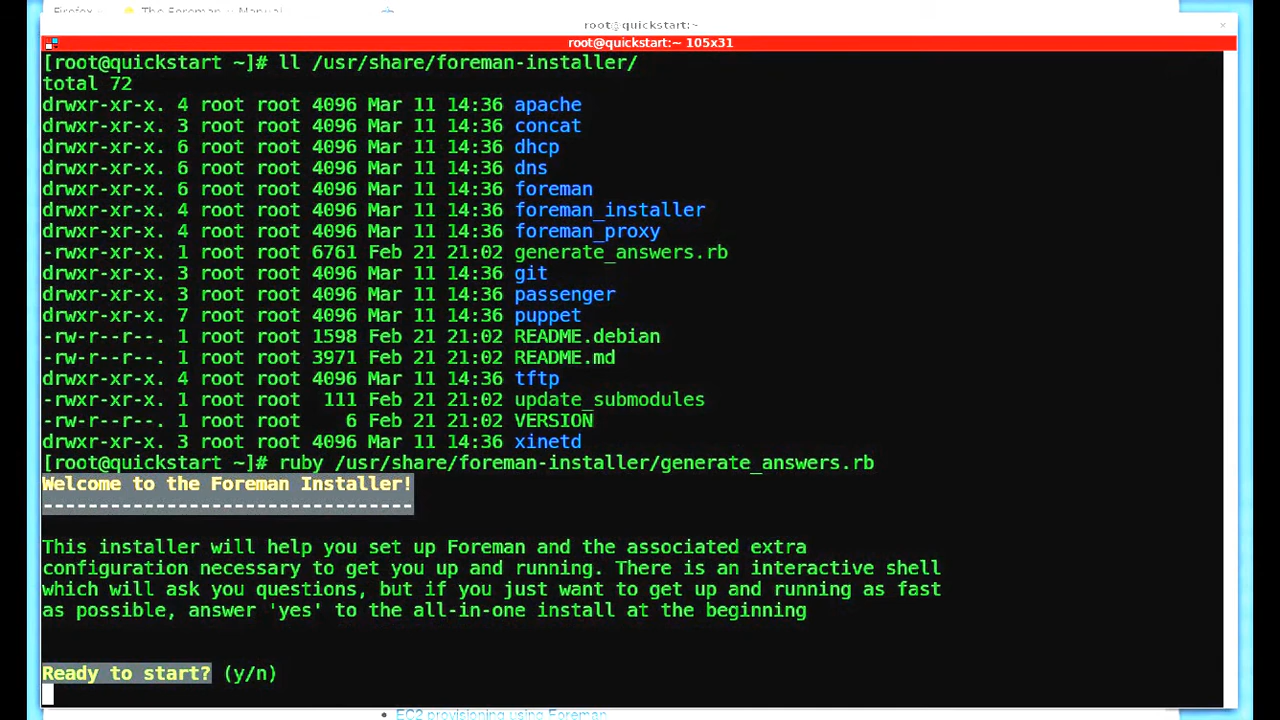 The Foreman :: Manual
root@quickstart:~
root@quickstart:~ 105x31
[root@quickstart ~]# ll /usr/share/foreman-installer/
total 72
drwxr-xr-x. 4 root root 4096 Mar 11 14:36 apache
drwxr-xr-x. 3 root root 4096 Mar 11 14:36 concat
drwxr-xr-x. 6 root root 4096 Mar 11 14:36 dhcp
drwxr-xr-x. 6 root root 4096 Mar 11 14:36 dns
drwxr-xr-x. 6 root root 4096 Mar 11 14:36 foreman
drwxr-xr-x. 4 root root 4096 Mar 11 14:36 foreman_installer
drwxr-xr-x. 4 root root 4096 Mar 11 14:36 foreman_proxy
-rwxr-xr-x. 1 root root 6761 Feb 21 21:02 generate_answers.rb
drwxr-xr-x. 3 root root 4096 Mar 11 14:36 git
drwxr-xr-x. 3 root root 4096 Mar 11 14:36 passenger
drwxr-xr-x. 7 root root 4096 Mar 11 14:36 puppet
-rw-r--r--. 1 root root 1598 Feb 21 21:02 README.debian
-rw-r--r--. 1 root root 3971 Feb 21 21:02 README.md
drwxr-xr-x. 4 root root 4096 Mar 11 14:36 tftp
-rwxr-xr-x. 1 root root  111 Feb 21 21:02 update_submodules
-rw-r--r--. 1 root root    6 Feb 21 21:02 VERSION
drwxr-xr-x. 3 root root 4096 Mar 11 14:36 xinetd
[root@quickstart ~]# ruby /usr/share/foreman-installer/generate_answers.rb
Welcome to the Foreman Installer!
---------------------------------
This installer will help you set up Foreman and the associated extra
configuration necessary to get you up and running. There is an interactive shell
which will ask you questions, but if you just want to get up and running as fast
as possible, answer 'yes' to the all-in-one install at the beginning
Ready to start? (y/n)
EC2 provisioning using Foreman